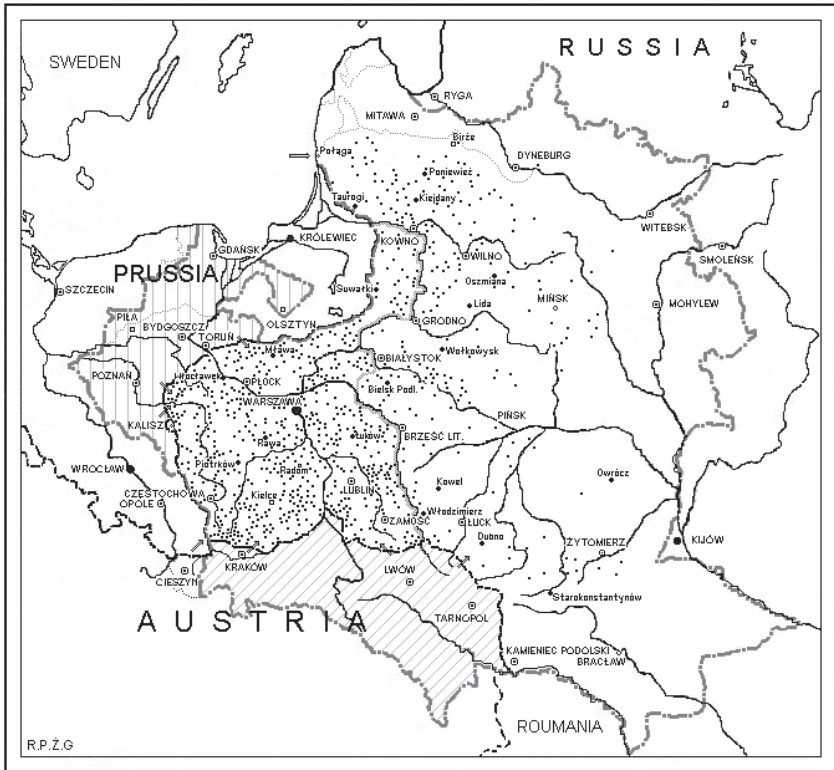 SWEDEN
RUSSIA
RYGA
MITAWA
Birże
Połąga
DYNEBURG
Poniewież
Taurogi
Kiejdany
WITEBSK
GDAŃSK
KRÓLEWIEC
KOWNO
WILNO
SMOLEŃSK
PRUSSIA
Oszmiana
SZCZECIN
Suwałki
Lida
MIŃSK
MOHYLEW
PIŁA
OLSZTYN
GRODNO
BYDGOSZCZ
TORUŃ
Mława
Wołkowysk
BIAŁYSTOK
POZNAŃ
Wrocławek
PŁOCK
Bielsk Podl.
WARSZAWA
PIŃSK
KALISZ
BRZEŚĆ LIT.
Rawa
Łuków
WROCŁAW
Piotrków
Radom
Owrócz
CZĘSTOCHOWA
Kielce
LUBLIN
Kowel
OPOLE
Włodzimierz
ZAMOŚĆ
ŁUCK
Dubno
ŻYTOMIERZ
KIJÓW
KRAKÓW
CIESZYN
LWÓW
Starokonstantynów
AUSTRIA
TARNOPOL
KAMIENIEC PODOLSKI
BRACŁAW
ROUMANIA
R.P.Ż.G